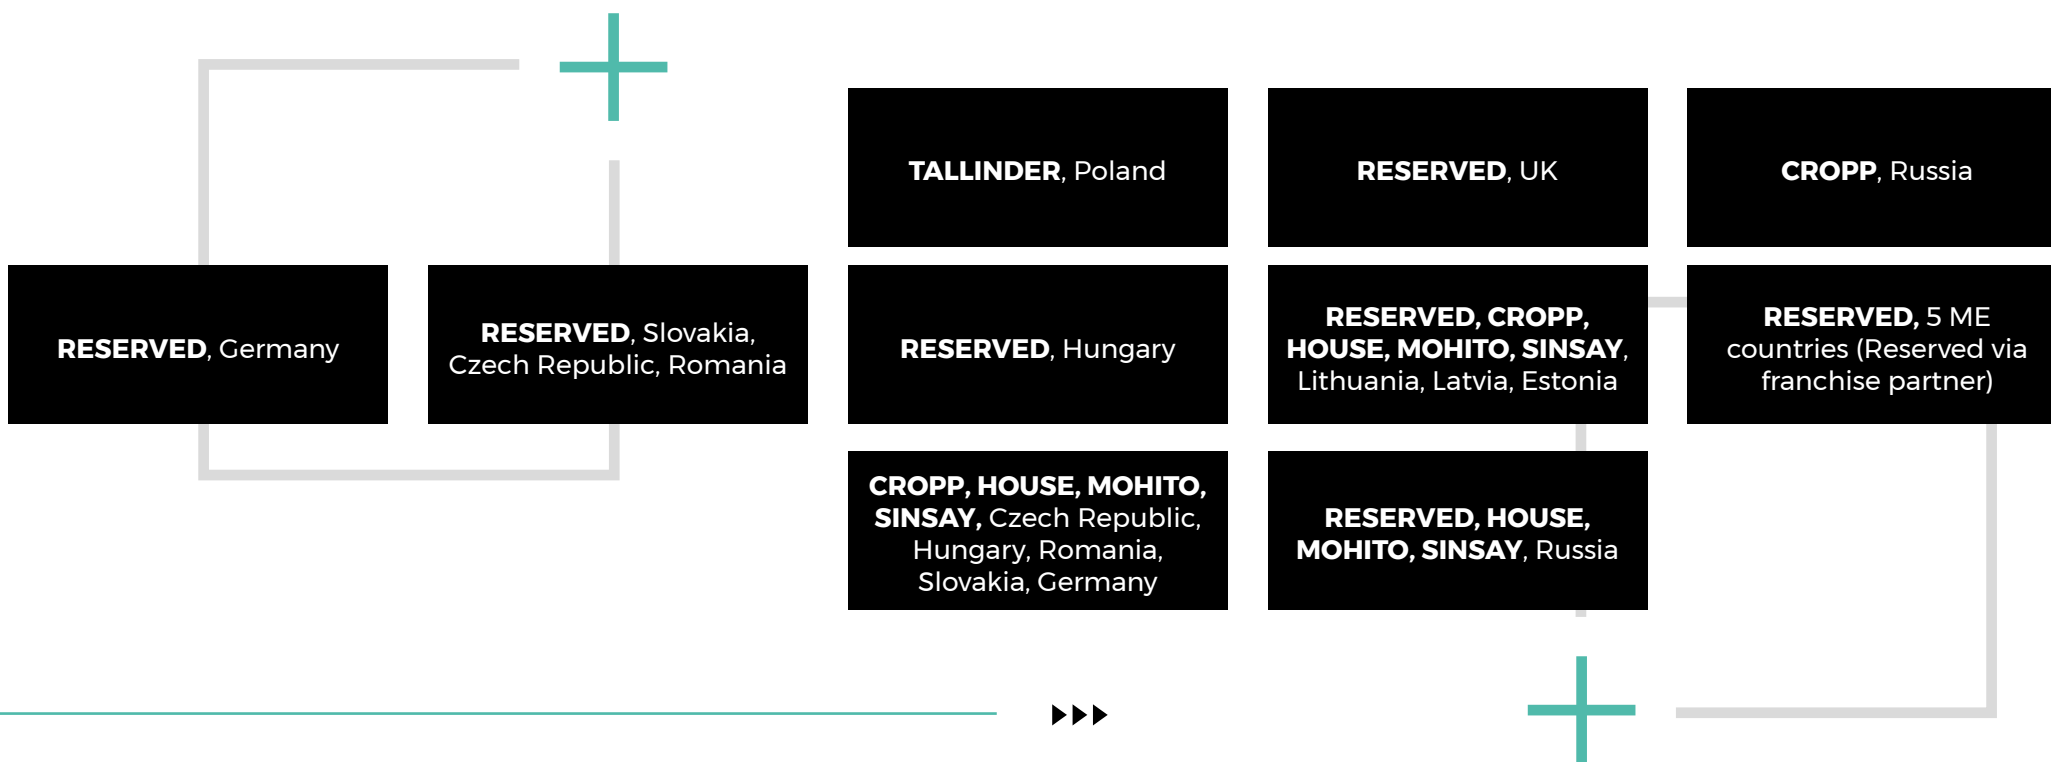 TALLINDER, Poland
RESERVED, UK
CROPP, Russia
RESERVED, Germany
RESERVED, Slovakia,
Czech Republic, Romania
RESERVED, Hungary
RESERVED, CROPP,
HOUSE, MOHITO, SINSAY,
Lithuania, Latvia, Estonia
RESERVED, 5 ME
countries (Reserved via
franchise partner)
CROPP, HOUSE, MOHITO,
SINSAY, Czech Republic,
Hungary, Romania,
Slovakia, Germany
RESERVED, HOUSE,
MOHITO, SINSAY, Russia